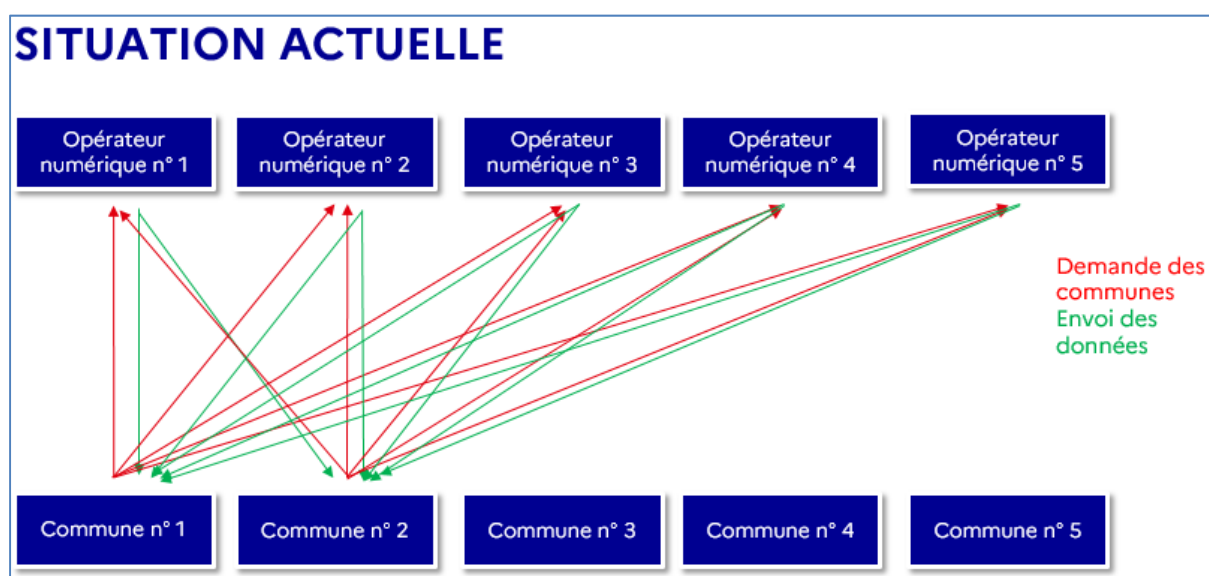 SITUATION ACTUELLE
Opérateur
numérique n° 1
Opérateur
numérique n° 2
Opérateur
numérique n° 3
Opérateur
numérique n° 4
Opérateur
numérique n° 5
Demande des
communes
Envoi des
données
Commune n° 1
Commune n° 2
Commune n° 3
Commune n° 4
Commune n° 5